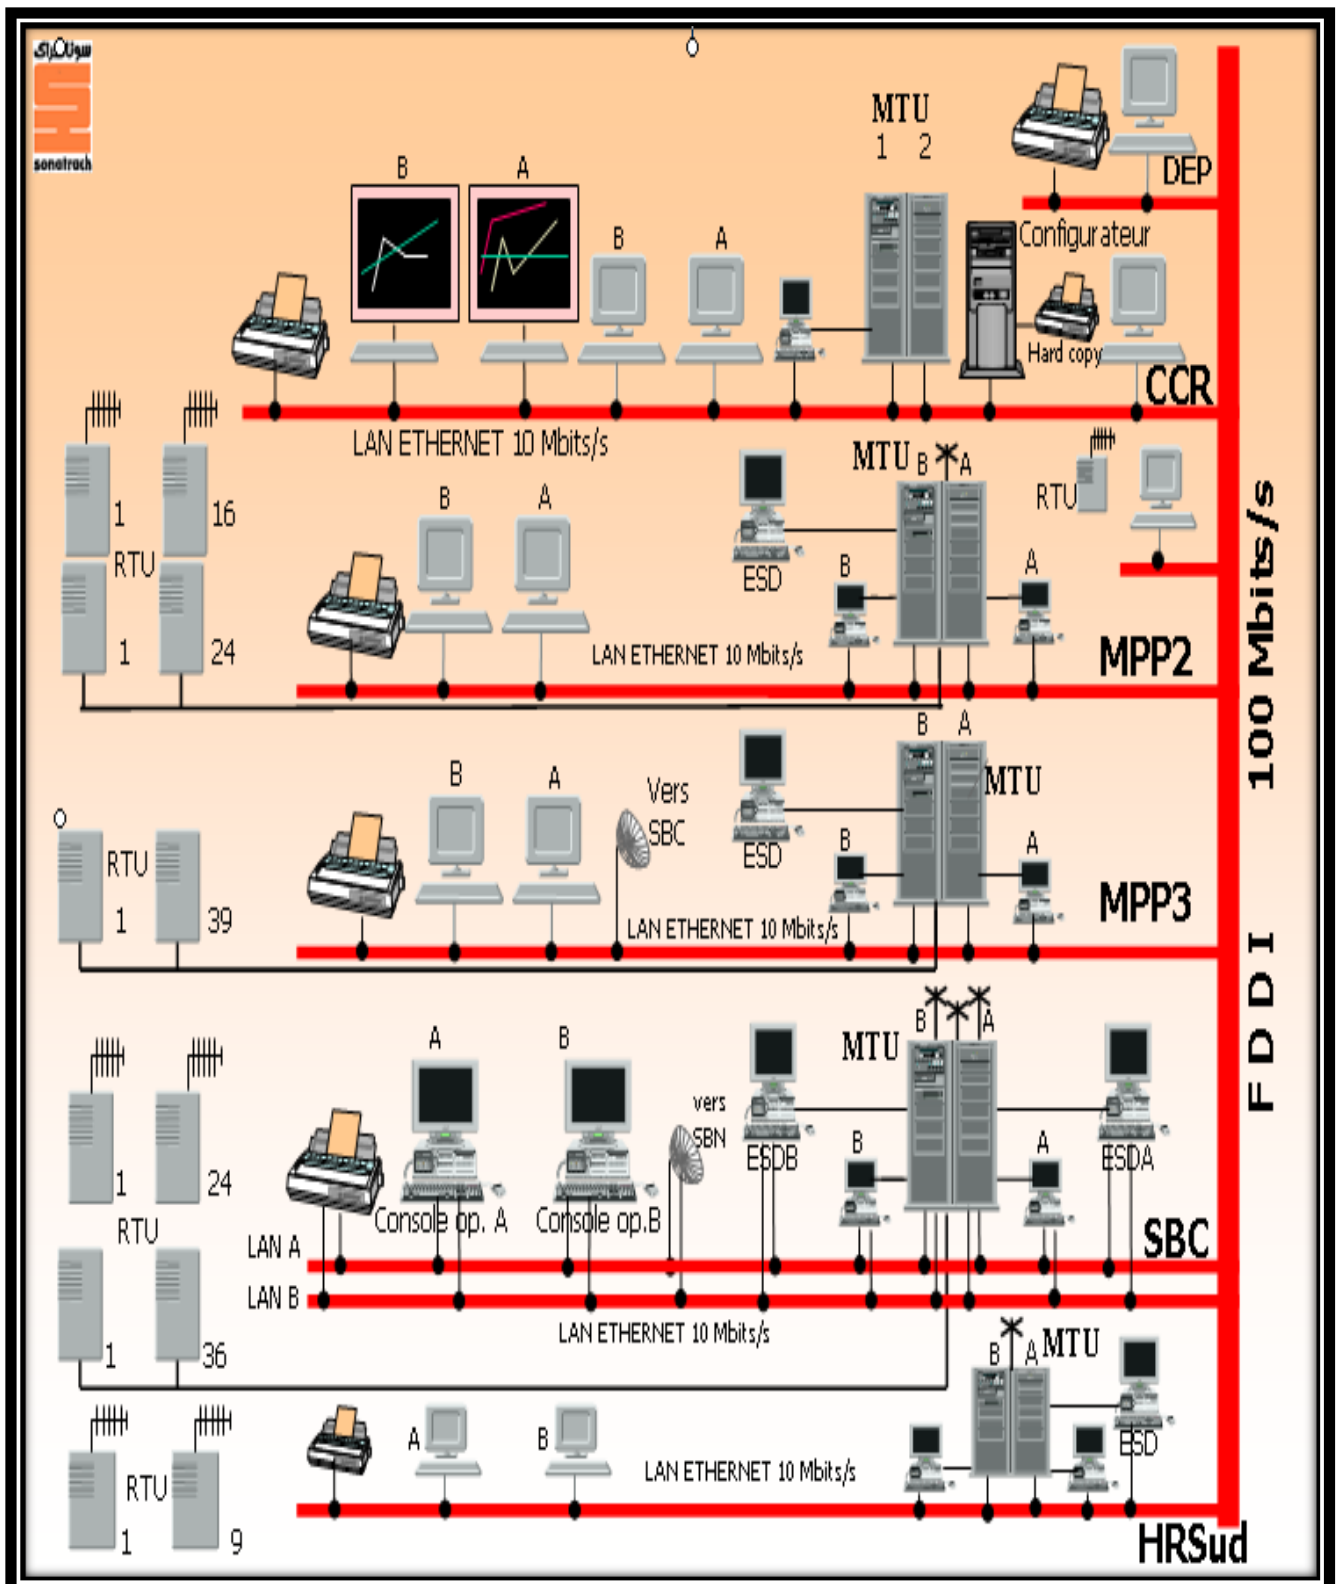 سوناطراك
sonatrach
MTU
1 2
DEP
B
A
B
A
Configurateur
Hard copy
CCR
LAN ETHERNET 10 Mbits/s
1
16
RTU
1
24
B
A
ESD
MTU B A
B
A
RTU
LAN ETHERNET 10 Mbits/s
MPP2
RTU
1
39
B
A
Vers
SBC
ESD
B A
MTU
B
A
LAN ETHERNET 10 Mbits/s
MPP3
FDDI 100 Mbits/s
1
24
RTU
1
36
A
B
Console op. A
Console op.B
vers
SBN
ESDB
MTU
B
A
B
A
ESDA
SBC
LAN A
LAN B
LAN ETHERNET 10 Mbits/s
RTU
1
9
A
B
LAN ETHERNET 10 Mbits/s
B A MTU
ESD
HRSud